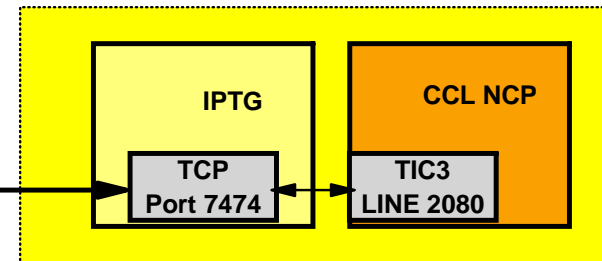 IPTG
CCL NCP
TCP
Port 7474
TIC3
LINE 2080